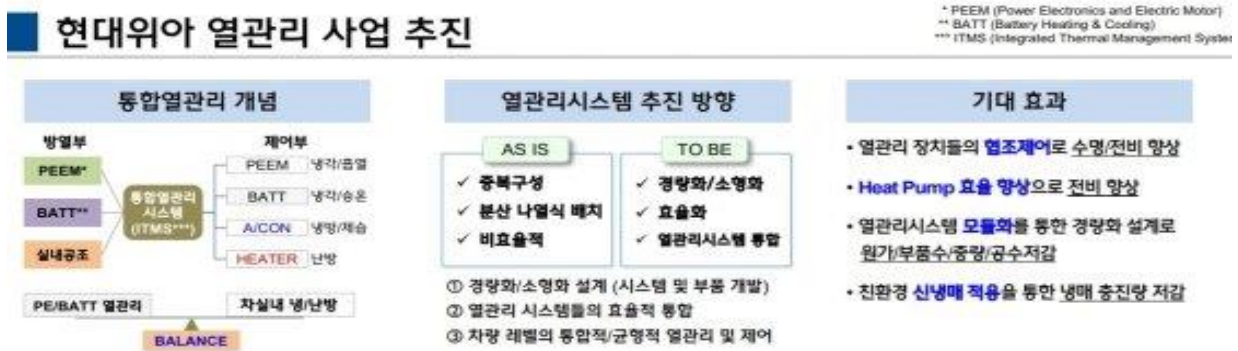 현대위아 열관리 사업 추진
* PEEM (Power Electronics and Electric Motor)
** BATT (Battery Heating & Cooling)
*** ITMS (Integrated Thermal Management Syste
통합열관리 개념
방열부
제어부
PEEM*
BATT**
실내공조
통합열관리
시스템
(ITMS***)
PEEM 냉각/흡열
BATT 냉각/승온
A/CON 냉방/제습
HEATER 난방
PE/BATT 열관리
차실내 냉/난방
BALANCE
열관리시스템 추진 방향
AS IS
✓ 중복구성
✓ 분산 나열식 배치
✓ 비효율적
TO BE
✓ 경량화/소형화
✓ 효율화
✓ 열관리시스템 통합
① 경량화/소형화 설계 (시스템 및 부품 개발)
② 열관리 시스템들의 효율적 통합
③ 차량 레벨의 통합적/균형적 열관리 및 제어
기대 효과
• 열관리 장치들의 협조제어로 수명/전비 향상
• Heat Pump 효율 향상으로 전비 향상
• 열관리시스템 모듈화를 통한 경량화 설계로
원가/부품수/중량/공수저감
• 친환경 신냉매 적용을 통한 냉매 충진량 저감